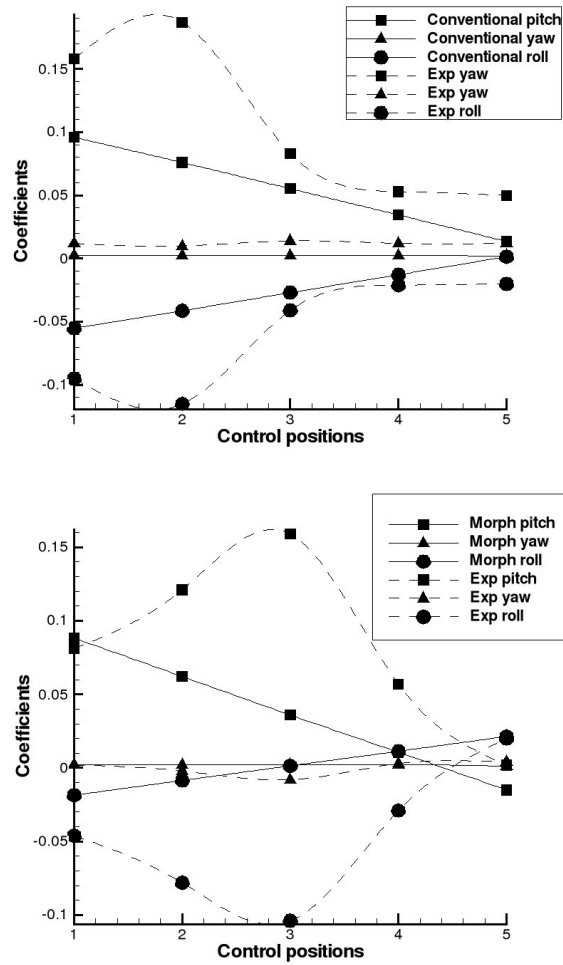 Conventional pitch
Conventional yaw
Conventional roll
Exp yaw
Exp yaw
Exp roll
0.15
0.1
0.05
0
-0.05
-0.1
Coefficients
1 2 3 4 5
Control positions
Morph pitch
Morph yaw
Morph roll
Exp pitch
Exp yaw
Exp roll
0.15
0.1
0.05
0
-0.05
-0.1
Coefficients
1 2 3 4 5
Control positions